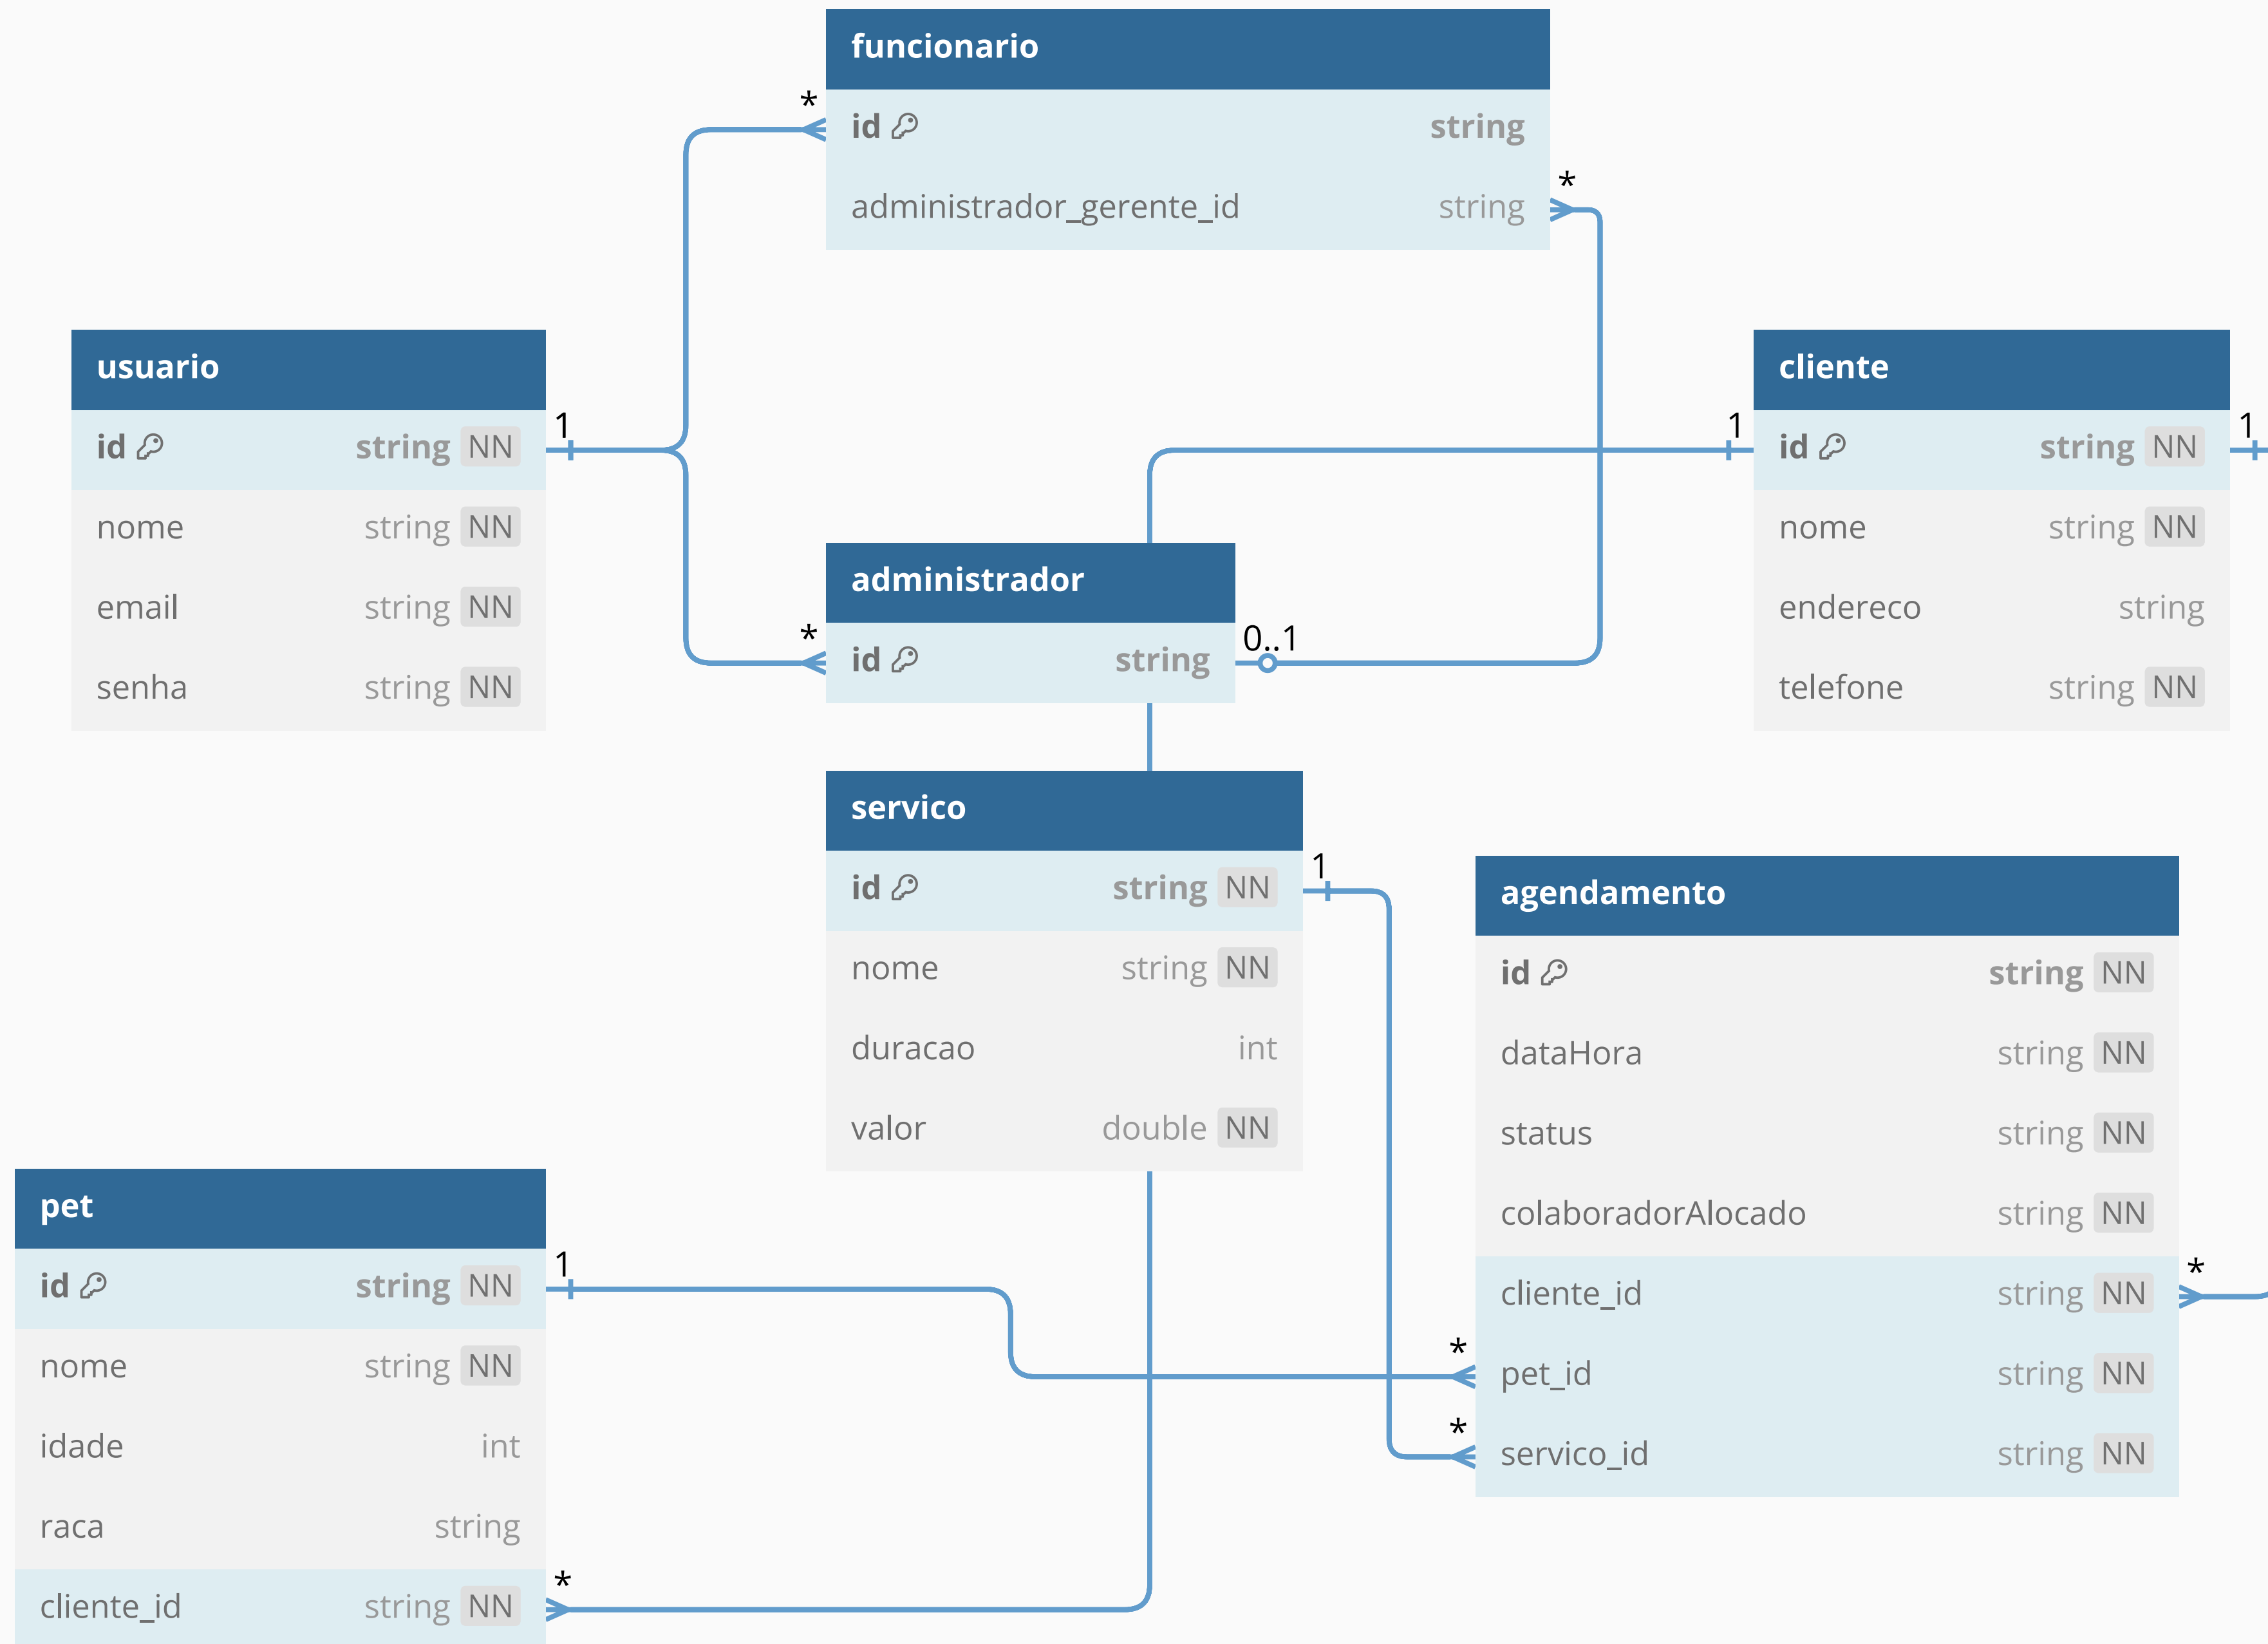 funcionario
*
id string
*
administrador_gerente_id string
usuario
1
id string NN
nome string NN
email string NN
senha string NN
cliente
1 1
id string NN
nome string NN
endereco string
telefone string NN
administrador
* 0..1
id string
servico
1
id string NN
nome string NN
duracao int
valor double NN
agendamento
id string NN
dataHora string NN
status string NN
colaboradorAlocado string NN
*
cliente_id string NN
*
pet_id string NN
*
servico_id string NN
pet
1
id string NN
nome string NN
idade int
raca string
*
cliente_id string NN